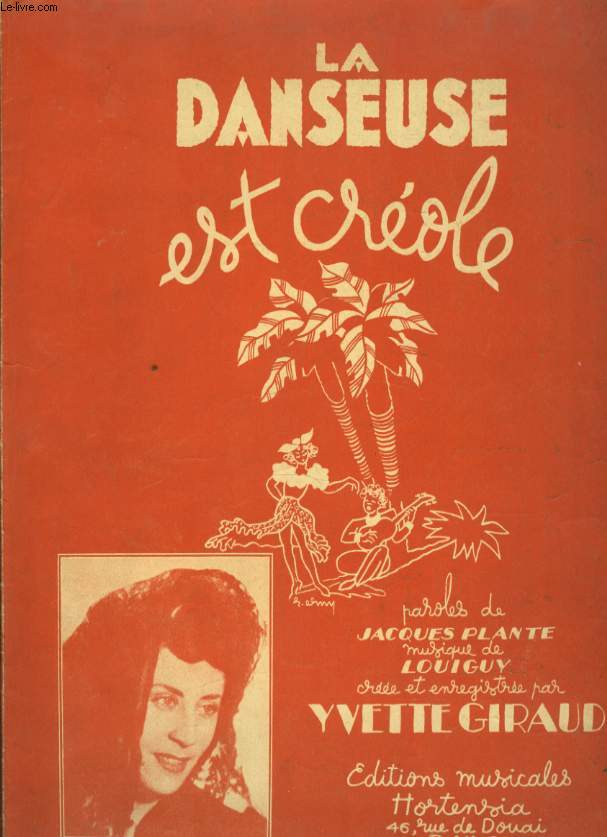 Le-livre.com
LA
DANSEUSE
est créole
paroles de
JACQUES PLANTE
musique de
LOUIGUY
créée et enregistrée par
YVETTE GIRAUD
Editions musicales
Hortensia
46, rue de Douai